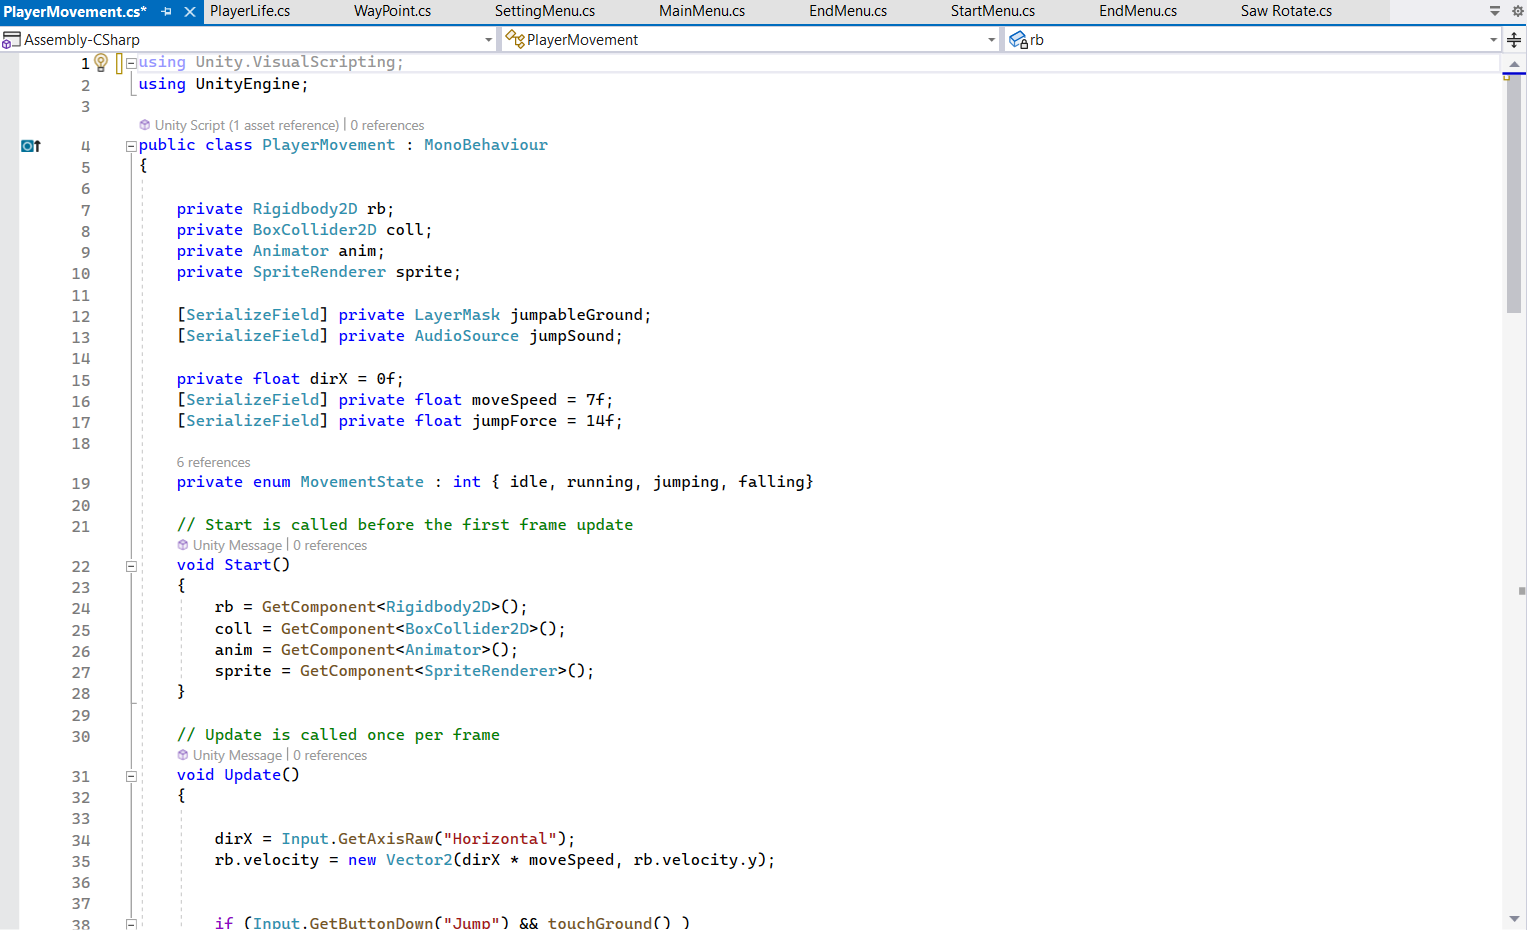 PlayerMovement.cs* PlayerLife.cs WayPoint.cs SettingMenu.cs MainMenu.cs EndMenu.cs StartMenu.cs EndMenu.cs Saw Rotate.cs
Assembly-CSharp PlayerMovement rb
1 using Unity.VisualScripting;
2 using UnityEngine;
3
Unity Script (1 asset reference) | 0 references
4 public class PlayerMovement : MonoBehaviour
5 {
6
7 private Rigidbody2D rb;
8 private BoxCollider2D coll;
9 private Animator anim;
10 private SpriteRenderer sprite;
11
12 [SerializeField] private LayerMask jumpableGround;
13 [SerializeField] private AudioSource jumpSound;
14
15 private float dirX = 0f;
16 [SerializeField] private float moveSpeed = 7f;
17 [SerializeField] private float jumpForce = 14f;
18
6 references
19 private enum MovementState : int { idle, running, jumping, falling}
20
21 // Start is called before the first frame update
Unity Message | 0 references
22 void Start()
23 {
24 rb = GetComponent<Rigidbody2D>();
25 coll = GetComponent<BoxCollider2D>();
26 anim = GetComponent<Animator>();
27 sprite = GetComponent<SpriteRenderer>();
28 }
29
30 // Update is called once per frame
Unity Message | 0 references
31 void Update()
32 {
33
34 dirX = Input.GetAxisRaw("Horizontal");
35 rb.velocity = new Vector2(dirX * moveSpeed, rb.velocity.y);
36
37
38 if (Input.GetButtonDown("Jump") && touchGround() )